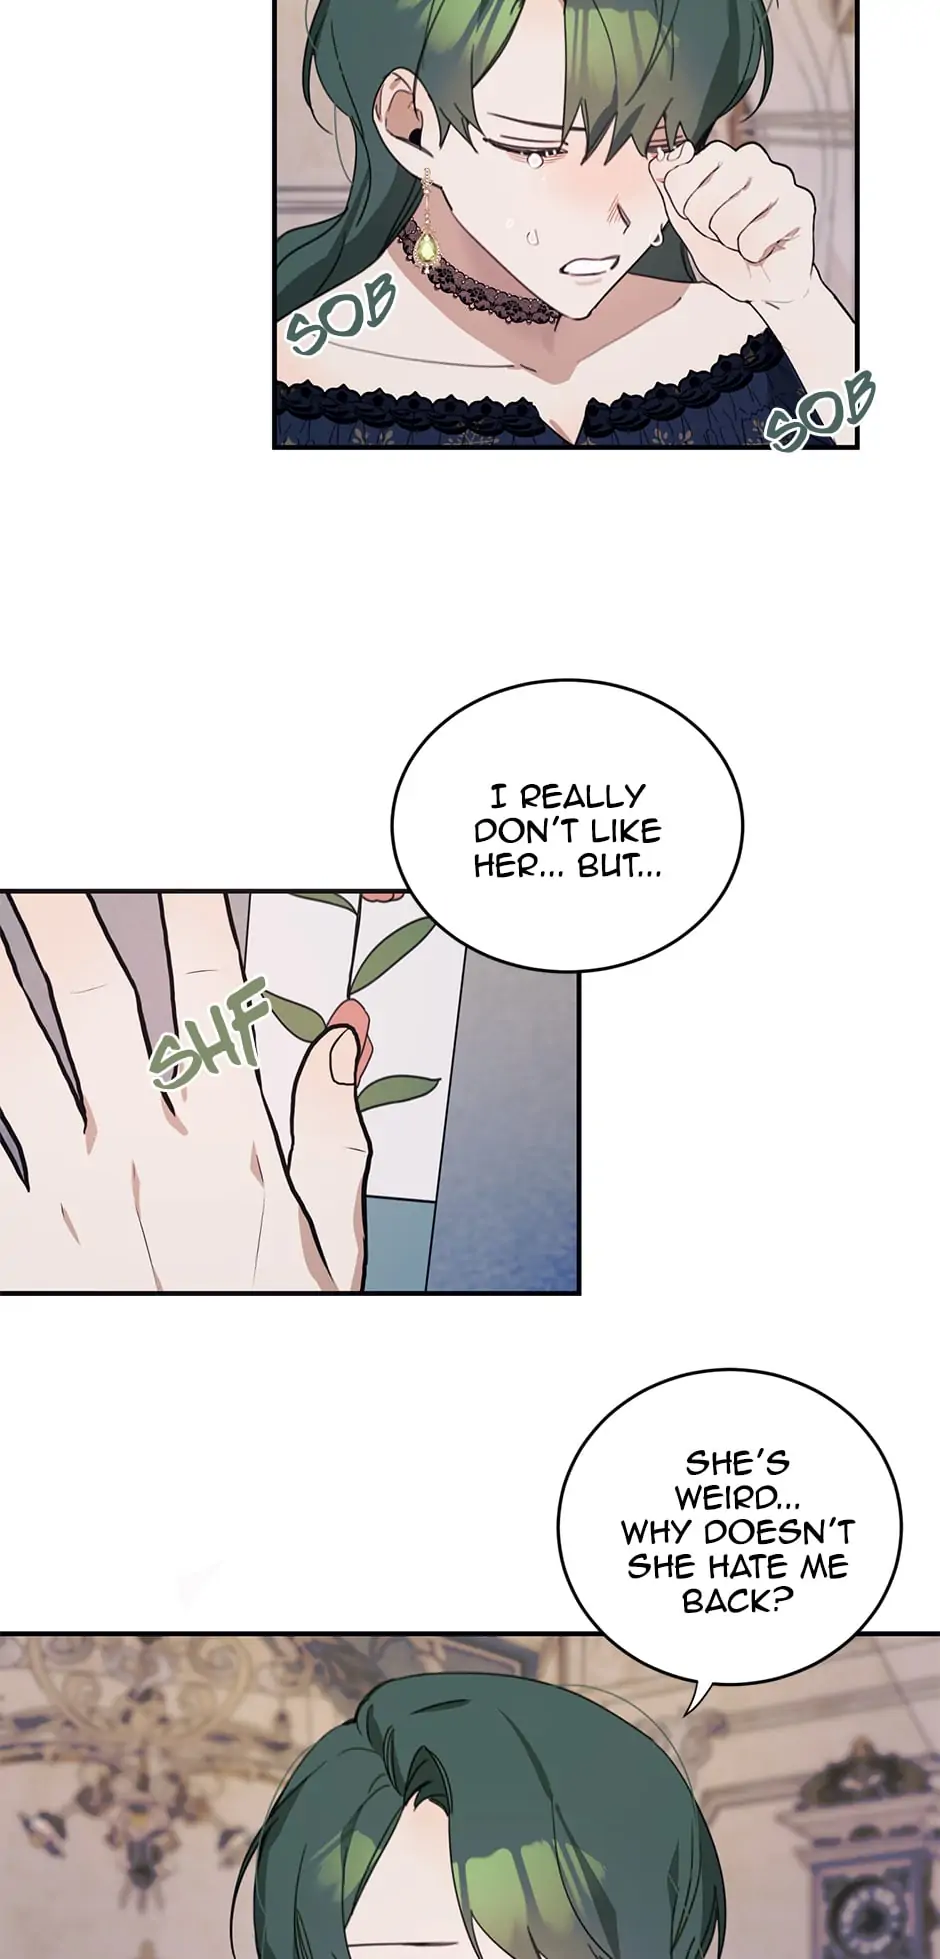 SOB
SOB
I REALLY
DON'T LIKE
HER... BUT...
SHF
SHE'S
WEIRD...
WHY DOESN'T
SHE HATE ME
BACK?